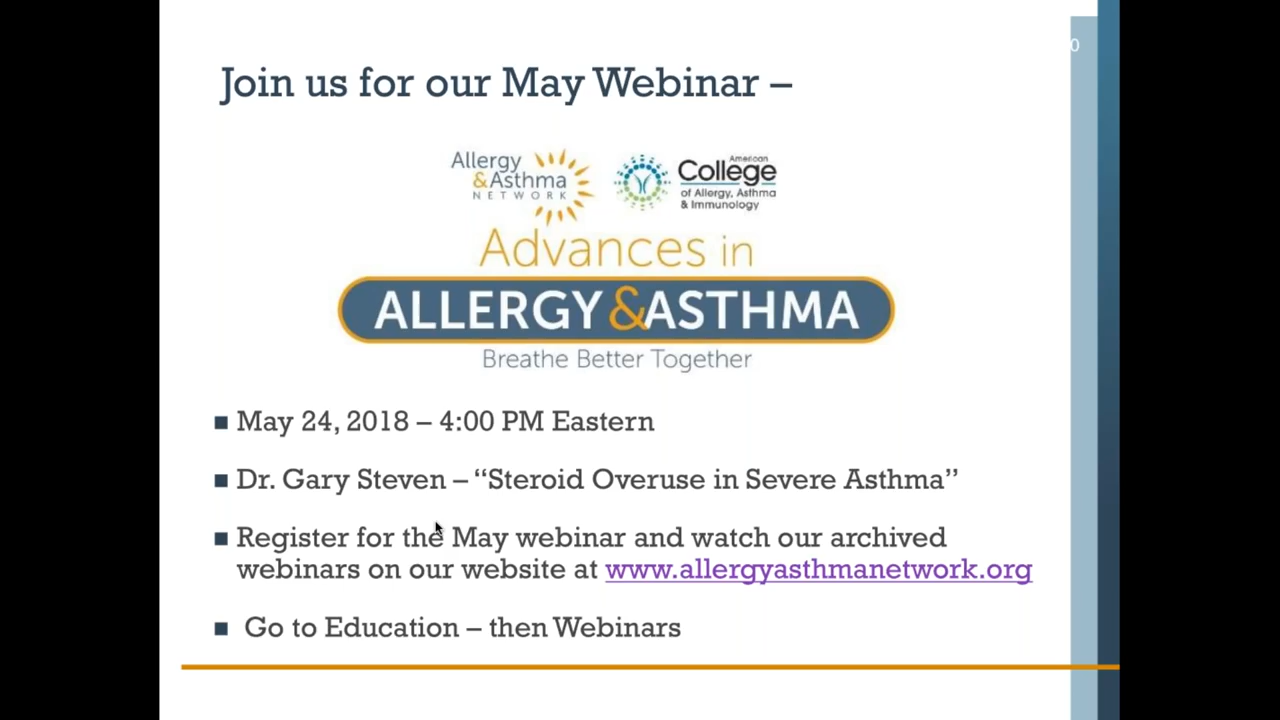 0
Join us for our May Webinar –
Allergy
&Asthma
NETWORK
American
College
of Allergy, Asthma
& Immunology
Advances in
ALLERGY&ASTHMA
Breathe Better Together
May 24, 2018 – 4:00 PM Eastern
Dr. Gary Steven – “Steroid Overuse in Severe Asthma”
Register for the May webinar and watch our archived
webinars on our website at www.allergyasthmanetwork.org
Go to Education – then Webinars